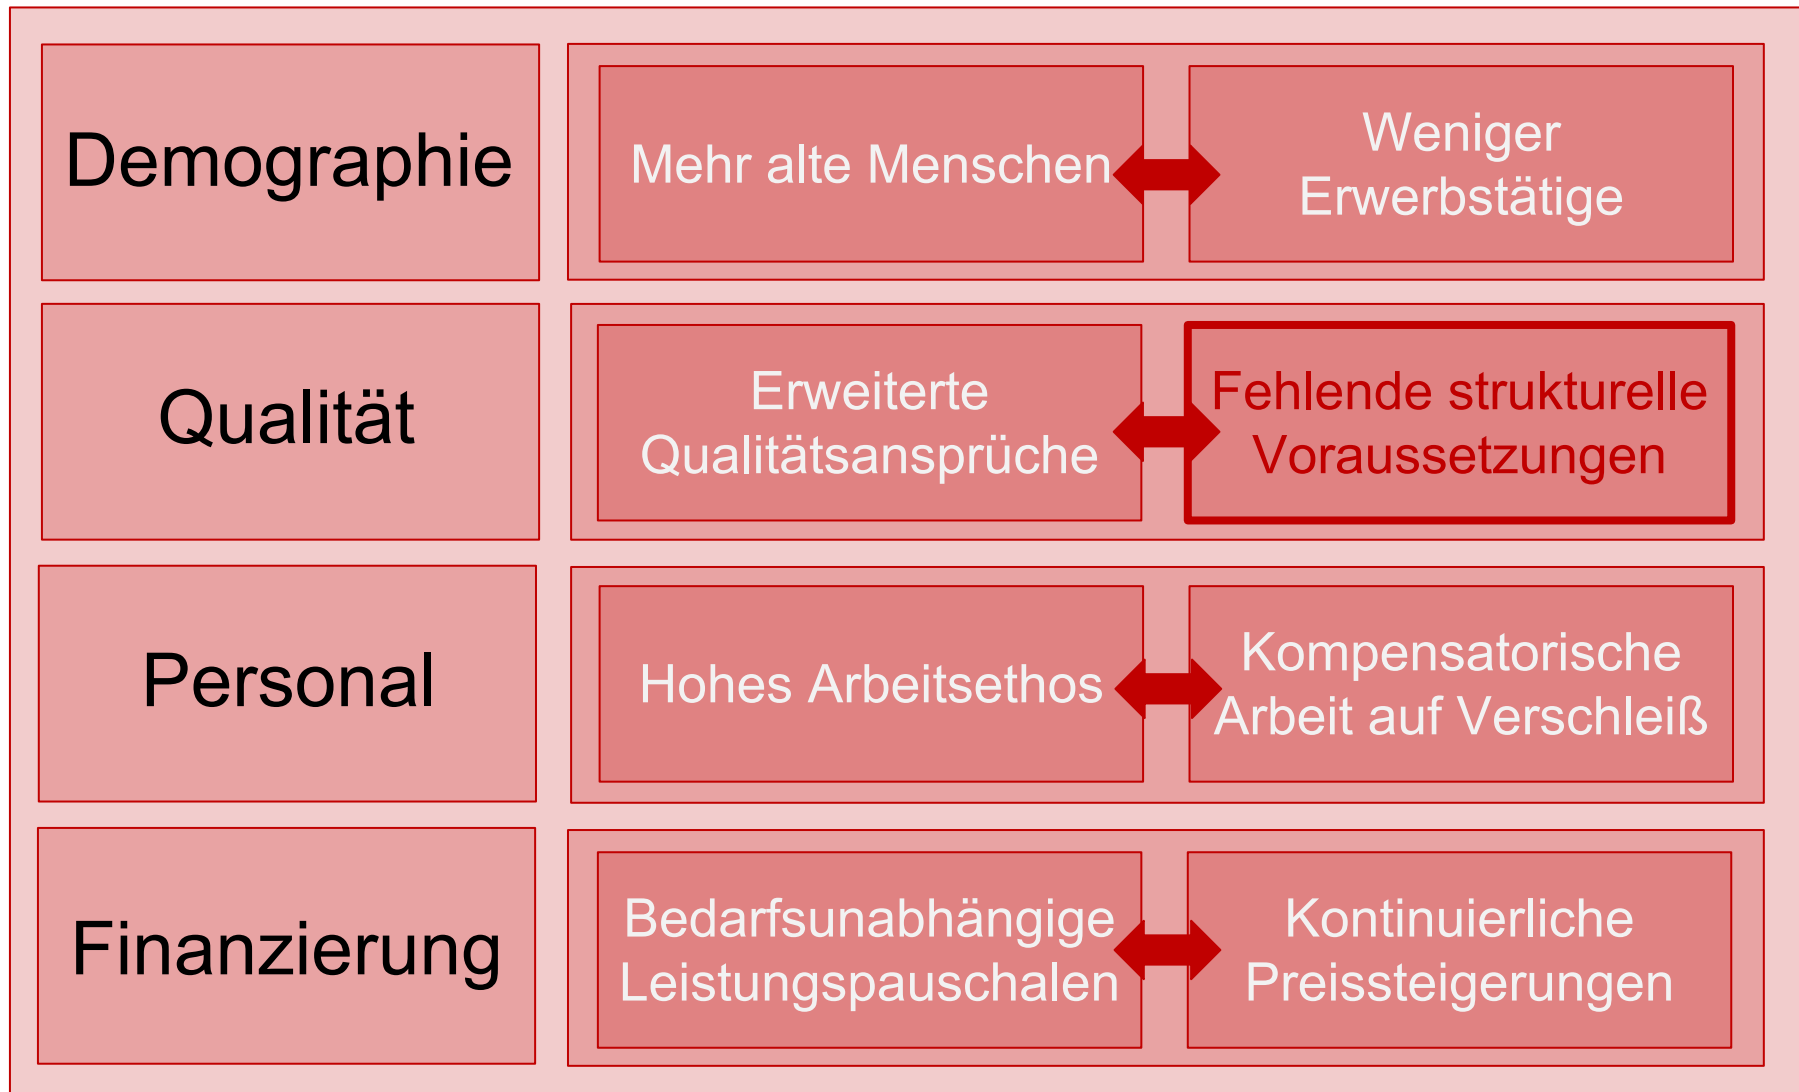 Demographie
Mehr alte Menschen
Weniger
Erwerbstätige
Qualität
Erweiterte
Qualitätsansprüche
Fehlende strukturelle
Voraussetzungen
Personal
Hohes Arbeitsethos
Kompensatorische
Arbeit auf Verschleiß
Finanzierung
Bedarfsunabhängige
Leistungspauschalen
Kontinuierliche
Preissteigerungen